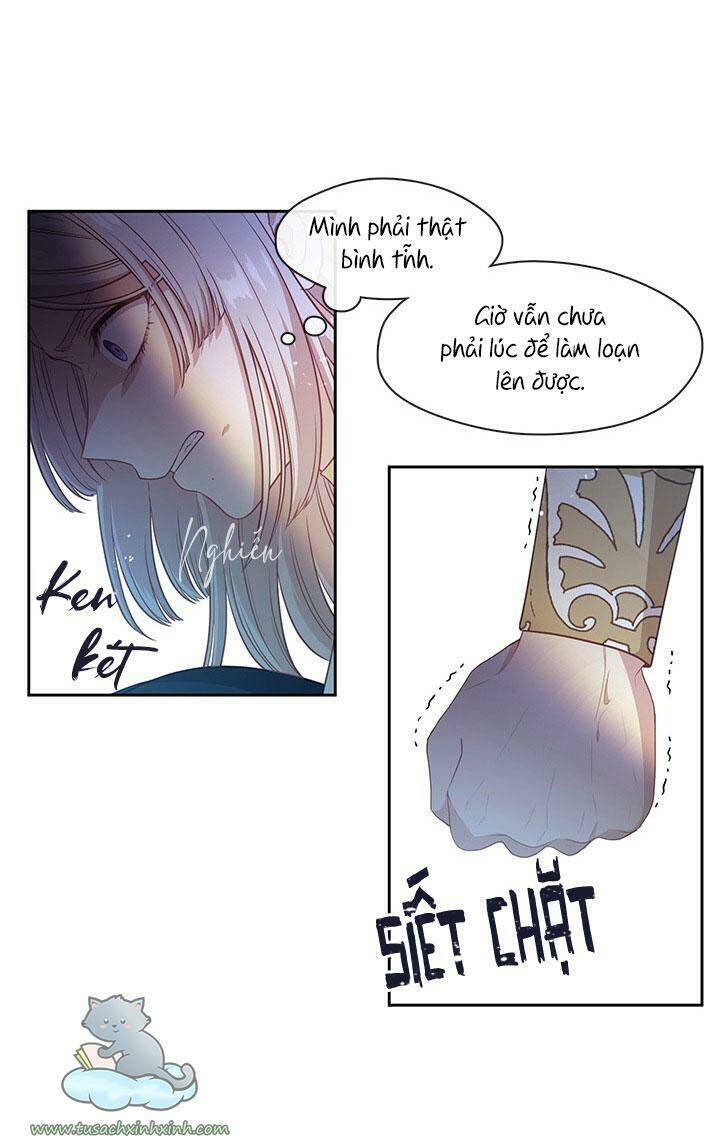 Mình phải thật
bình tĩnh.
Giờ vẫn chưa
phải lúc để làm loạn
lên được.
Nghiến
Ken
két
SIẾT CHẶT
www.tusachxinhxinh.com